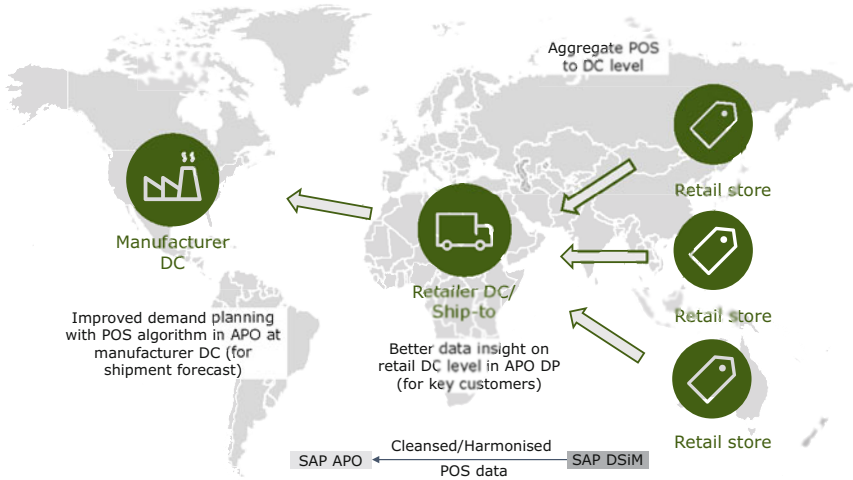 Aggregate POS
to DC level
Retail store
Manufacturer
DC
Retailer DC/
Ship-to
Retail store
Improved demand planning
with POS algorithm in APO at
manufacturer DC (for
shipment forecast)
Better data insight on
retail DC level in APO DP
(for key customers)
Retail store
SAP APO
Cleansed/Harmonised
POS data
SAP DSiM